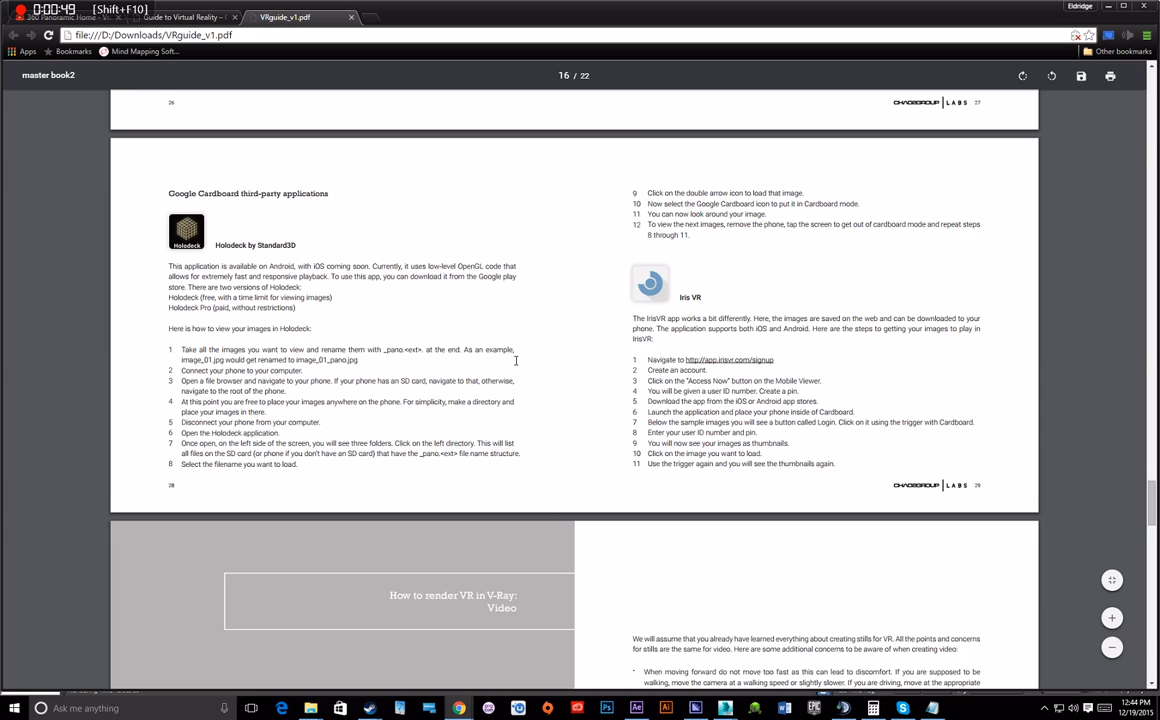 00:00:49 [Shift+F10]
360 Panoramic Home - V
Guide to Virtual Reality – (
VRguide_v1.pdf
Eldridge
file:///D:/Downloads/VRguide_v1.pdf
Apps
Bookmarks
Mind Mapping Soft...
Other bookmarks
master book2
16 / 22
26
CHAOSGROUP | LABS 27
Google Cardboard third-party applications
Holodeck
Holodeck by Standard3D
This application is available on Android, with iOS coming soon. Currently, it uses low-level OpenGL code that
allows for extremely fast and responsive playback. To use this app, you can download it from the Google play
store. There are two versions of Holodeck:
Holodeck (free, with a time limit for viewing images)
Holodeck Pro (paid, without restrictions)
Here is how to view your images in Holodeck:
1 Take all the images you want to view and rename them with _pano.<ext>. at the end. As an example,
image_01.jpg would get renamed to image_01_pano.jpg
2 Connect your phone to your computer.
3 Open a file browser and navigate to your phone. If your phone has an SD card, navigate to that, otherwise,
navigate to the root of the phone.
4 At this point you are free to place your images anywhere on the phone. For simplicity, make a directory and
place your images in there.
5 Disconnect your phone from your computer.
6 Open the Holodeck application.
7 Once open, on the left side of the screen, you will see three folders. Click on the left directory. This will list
all files on the SD card (or phone if you don't have an SD card) that have the _pano.<ext> file name structure.
8 Select the filename you want to load.
28
9 Click on the double arrow icon to load that image.
10 Now select the Google Cardboard icon to put it in Cardboard mode.
11 You can now look around your image.
12 To view the next images, remove the phone, tap the screen to get out of cardboard mode and repeat steps
8 through 11.
Iris VR
The IrisVR app works a bit differently. Here, the images are saved on the web and can be downloaded to your
phone. The application supports both iOS and Android. Here are the steps to getting your images to play in
IrisVR:
1 Navigate to http://app.irisvr.com/signup
2 Create an account.
3 Click on the "Access Now" button on the Mobile Viewer.
4 You will be given a user ID number. Create a pin.
5 Download the app from the iOS or Android app stores.
6 Launch the application and place your phone inside of Cardboard.
7 Below the sample images you will see a button called Login. Click on it using the trigger with Cardboard.
8 Enter your user ID number and pin.
9 You will now see your images as thumbnails.
10 Click on the image you want to load.
11 Use the trigger again and you will see the thumbnails again.
CHAOSGROUP | LABS 29
How to render VR in V-Ray:
Video
We will assume that you already have learned everything about creating stills for VR. All the points and concerns
for stills are the same for video. Here are some additional concerns to be aware of when creating video:
- When moving forward do not move too fast as this can lead to discomfort. If you are supposed to be
walking, move the camera at a walking speed or slightly slower. If you are driving, move at the appropriate
Ask me anything
Ps
Ae
Ai
3
EPIC
12:44 PM
12/19/2015